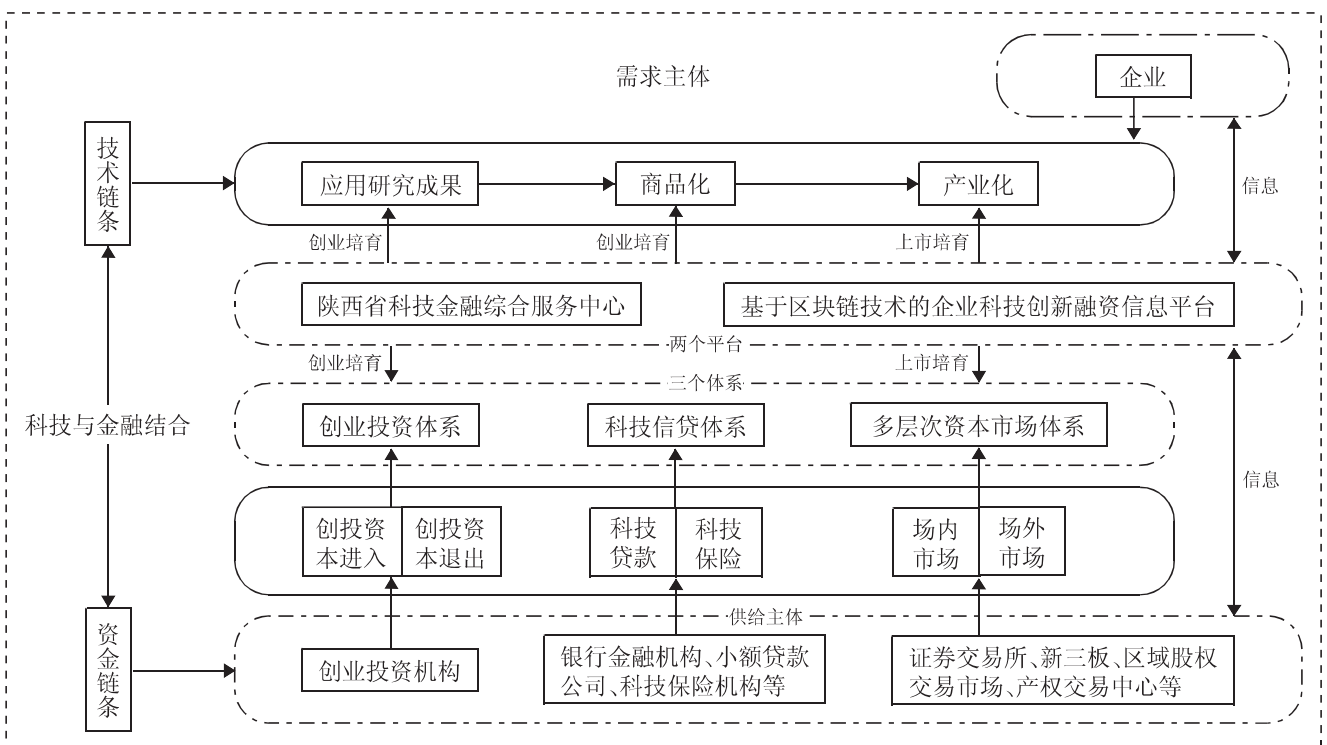 需求主体
企业
技术链条
应用研究成果
商品化
产业化
信息
创业培育
创业培育
上市培育
陕西省科技金融综合服务中心
基于区块链技术的企业科技创新融资信息平台
两个平台
创业培育
上市培育
三个体系
科技与金融结合
创业投资体系
科技信贷体系
多层次资本市场体系
信息
创投资
本进入
创投资
本退出
科技
贷款
科技
保险
场内
市场
场外
市场
供给主体
资金链条
创业投资机构
银行金融机构、小额贷款
公司、科技保险机构等
证券交易所、新三板、区域股权
交易市场、产权交易中心等